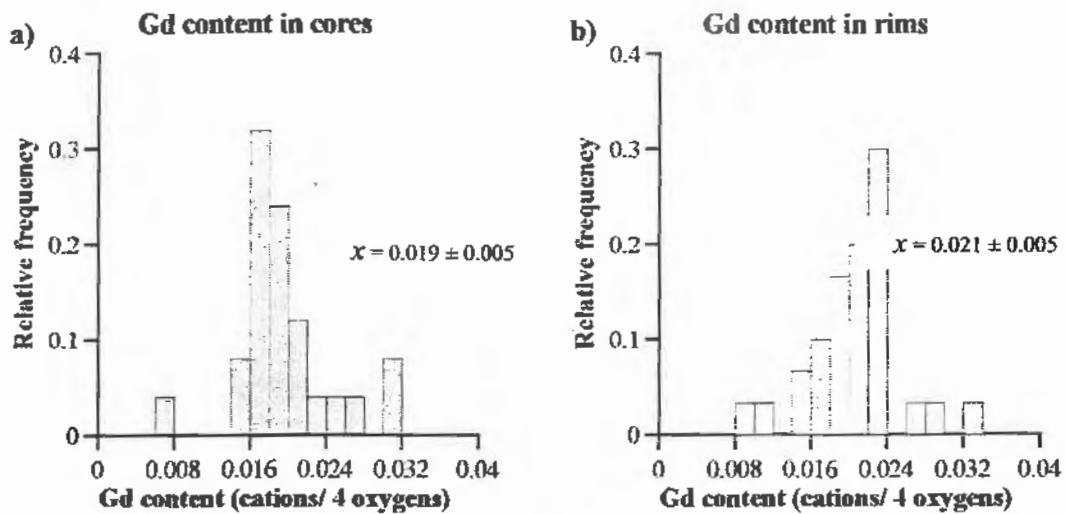 a)
Gd content in cores
0.4
0.3
0.2
0.1
0
Relative frequency
x = 0.019 ± 0.005
0
0.008
0.016
0.024
0.032
0.04
Gd content (cations/ 4 oxygens)
b)
Gd content in rims
0.4
0.3
0.2
0.1
0
Relative frequency
x = 0.021 ± 0.005
0
0.008
0.016
0.024
0.032
0.04
Gd content (cations/ 4 oxygens)